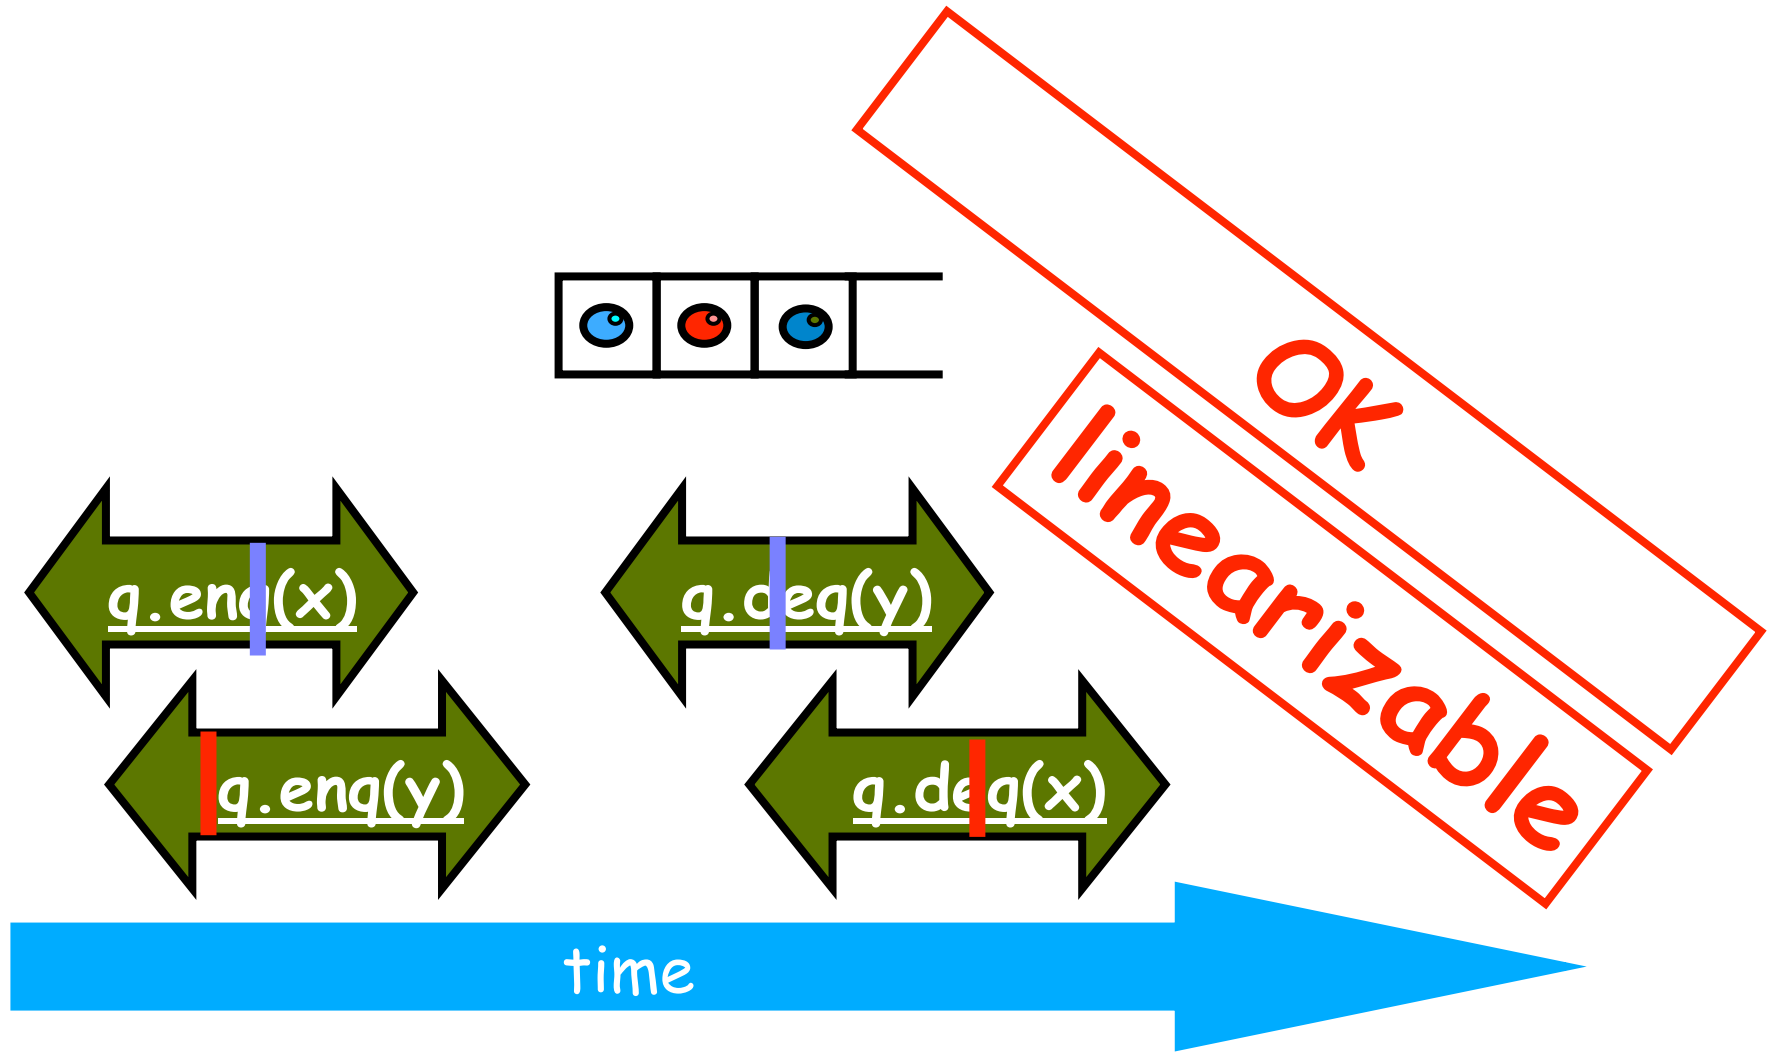 OK
linearizable
q.enq(x)
q.deq(y)
q.enq(y)
q.deq(x)
time